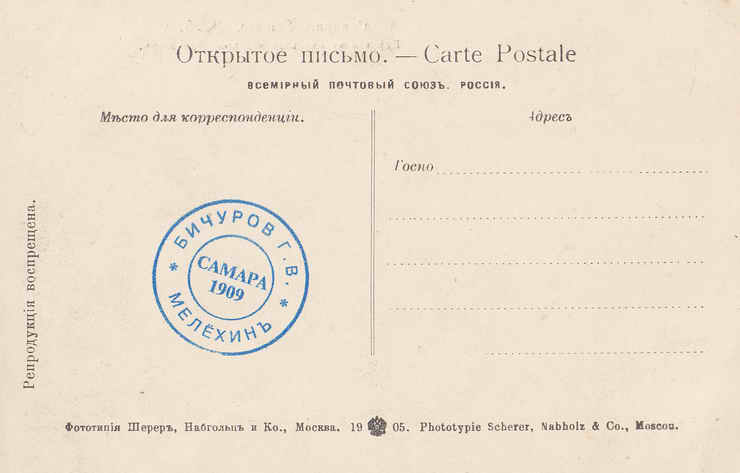 Открытое письмо. — Carte Postale
ВСЕМІРНЫЙ ПОЧТОВЫЙ СОЮЗЪ. РОССІЯ.
Мѣсто для корреспонденціи.
Адресъ
Госпо
БИЧУРОВ Г.В.
САМАРА
1909
* МЕЛЁХИНЪ *
Репродукція воспрещена.
Фототипія Шереръ, Набгольцъ и Ко., Москва. 19 05. Phototypie Scherer, Nabholz & Co., Moscou.